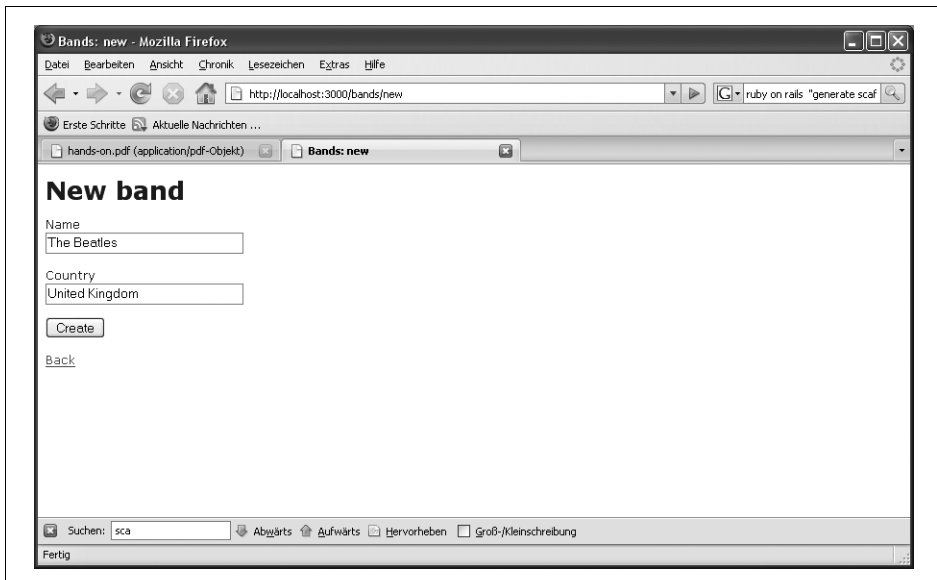 Bands: new - Mozilla Firefox
Datei Bearbeiten Ansicht Chronik Lesezeichen Extras Hilfe
http://localhost:3000/bands/new
G ruby on rails "generate scaf
Erste Schritte Aktuelle Nachrichten ...
hands-on.pdf (application/pdf-Objekt) Bands: new
New band
Name
The Beatles
Country
United Kingdom
Create
Back
Suchen: sca Abwärts Aufwärts Hervorheben Groß-/Kleinschreibung
Fertig